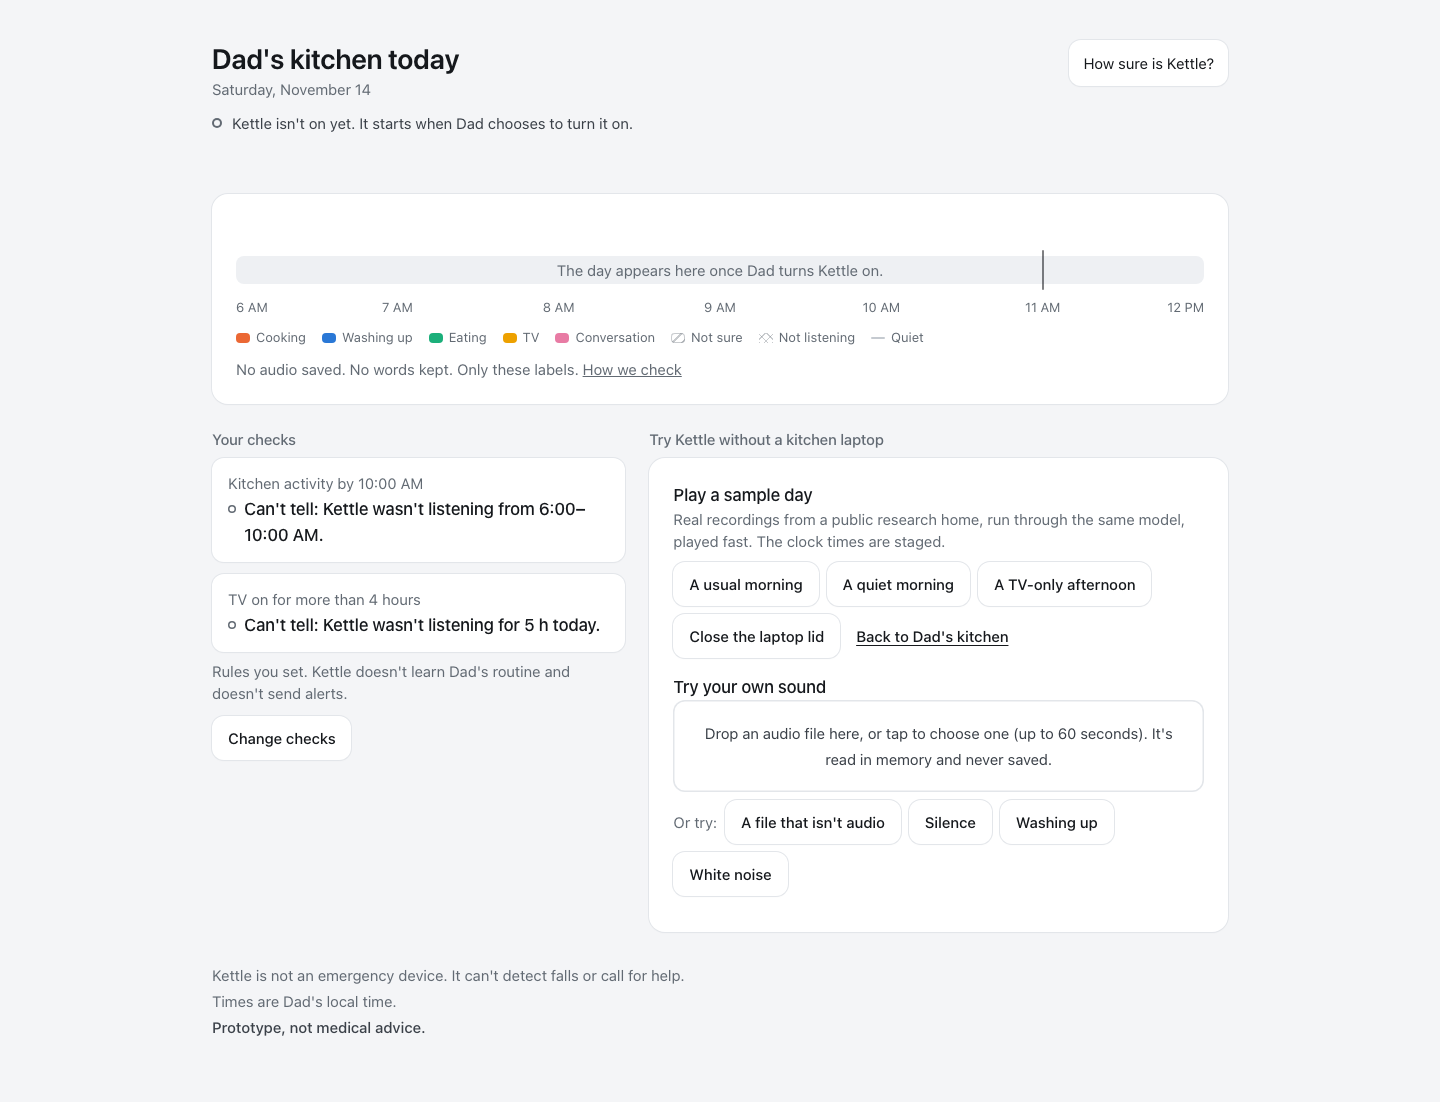 Dad's kitchen today
How sure is Kettle?
Saturday, November 14
Kettle isn't on yet. It starts when Dad chooses to turn it on.
The day appears here once Dad turns Kettle on.
6 AM 7 AM 8 AM 9 AM 10 AM 11 AM 12 PM
Cooking Washing up Eating TV Conversation Not sure Not listening Quiet
No audio saved. No words kept. Only these labels. How we check
Your checks
Kitchen activity by 10:00 AM
Can't tell: Kettle wasn't listening from 6:00–
10:00 AM.
TV on for more than 4 hours
Can't tell: Kettle wasn't listening for 5 h today.
Rules you set. Kettle doesn't learn Dad's routine and
doesn't send alerts.
Change checks
Try Kettle without a kitchen laptop
Play a sample day
Real recordings from a public research home, run through the same model,
played fast. The clock times are staged.
A usual morning A quiet morning A TV-only afternoon
Close the laptop lid Back to Dad's kitchen
Try your own sound
Drop an audio file here, or tap to choose one (up to 60 seconds). It's
read in memory and never saved.
Or try: A file that isn't audio Silence Washing up
White noise
Kettle is not an emergency device. It can't detect falls or call for help.
Times are Dad's local time.
Prototype, not medical advice.